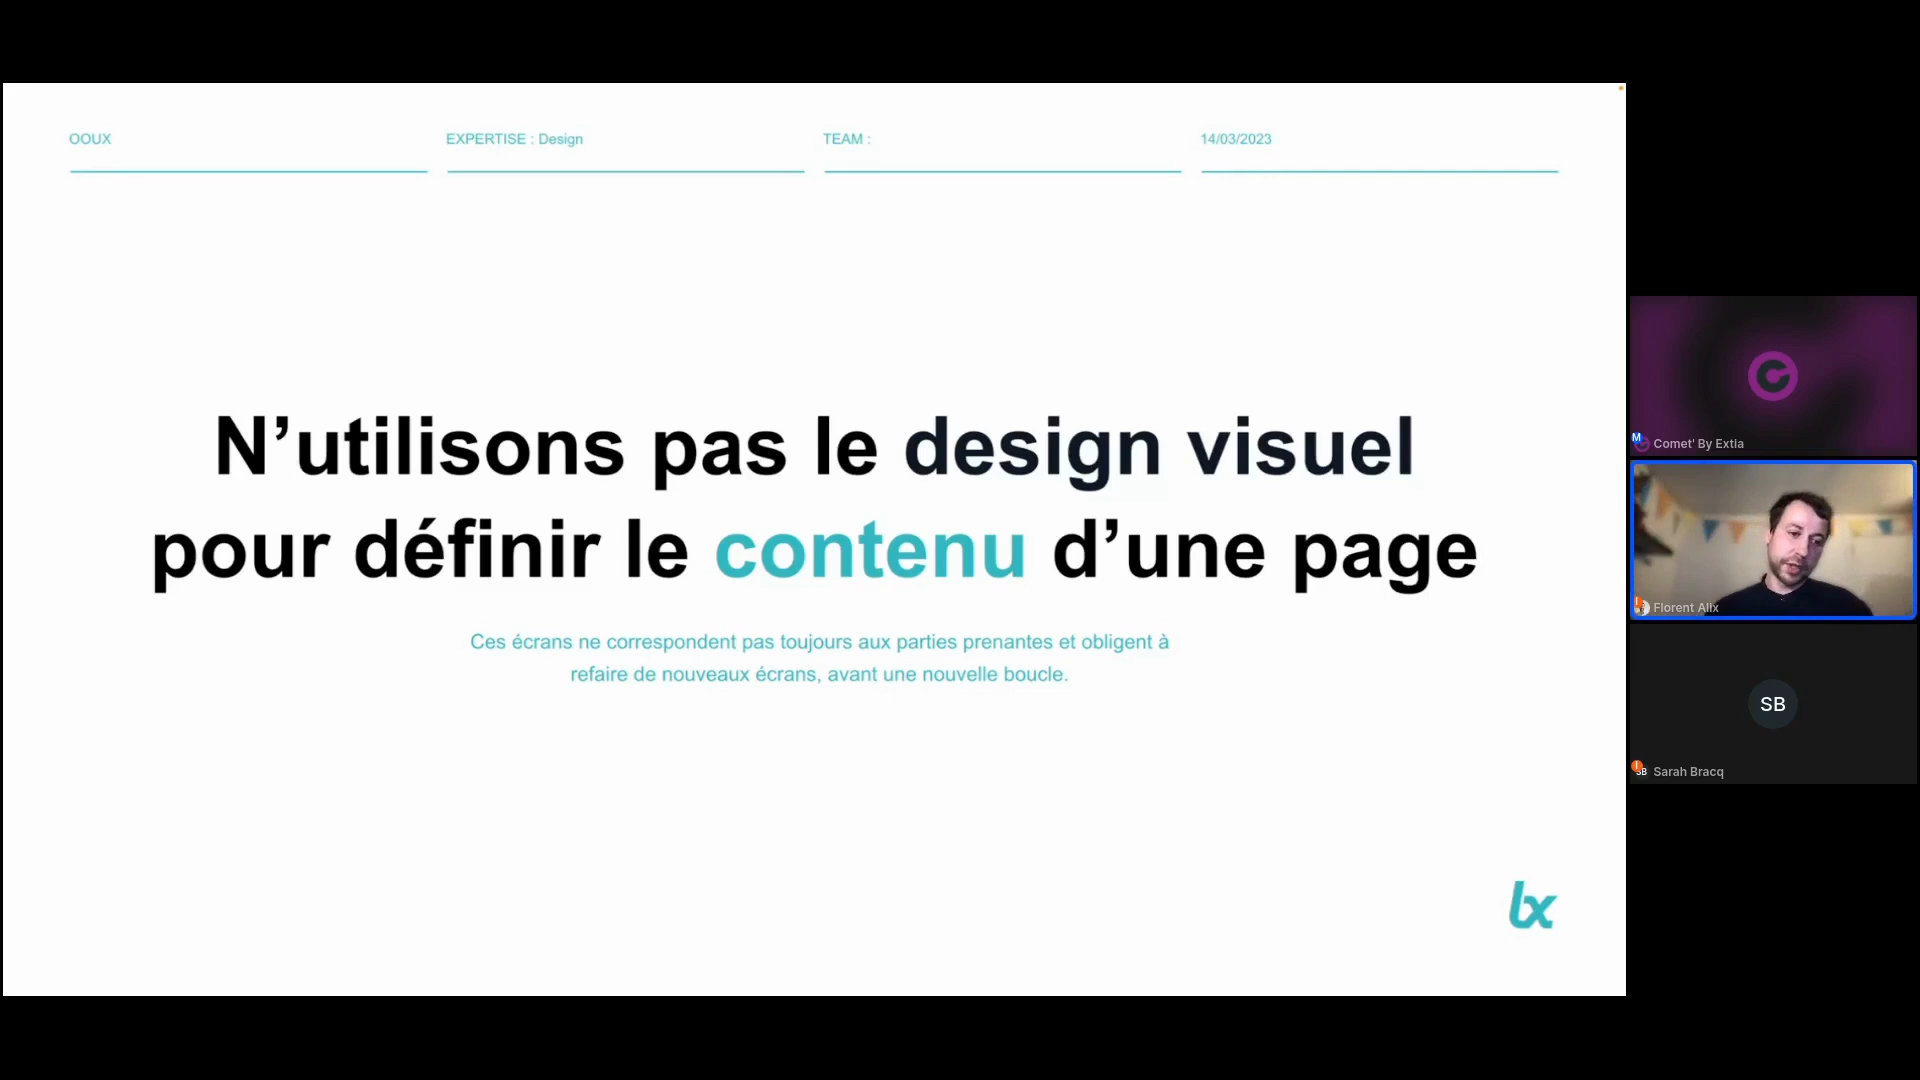 OOUX
EXPERTISE : Design
TEAM :
14/03/2023
N’utilisons pas le design visuel
pour définir le contenu d’une page
Ces écrans ne correspondent pas toujours aux parties prenantes et obligent à
refaire de nouveaux écrans, avant une nouvelle boucle.
bx
M
Comet' By Extia
Florent Alix
SB
SB
Sarah Bracq